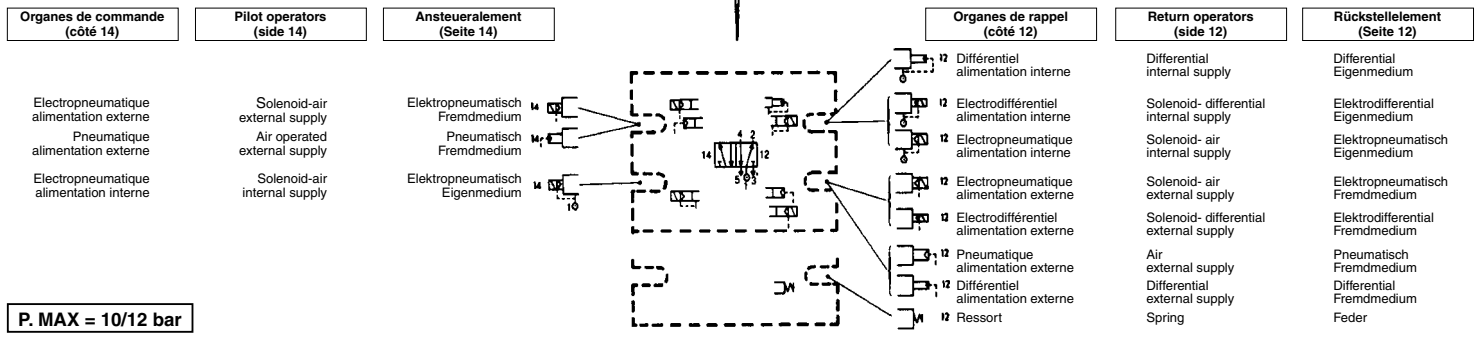 Organes de commande
(côté 14)
Pilot operators
(side 14)
Ansteueralement
(Seite 14)
Electropneumatique
alimentation externe
Solenoid-air
external supply
Elektropneumatisch
Fremdmedium
14
Pneumatique
alimentation externe
Air operated
external supply
Pneumatisch
Fremdmedium
14
Electropneumatique
alimentation interne
Solenoid-air
internal supply
Elektropneumatisch
Eigenmedium
14
1
P. MAX = 10/12 bar
4 2
14 12
5 3
Organes de rappel
(côté 12)
Return operators
(side 12)
Rückstellelement
(Seite 12)
12 Différentiel
alimentation interne
Differential
internal supply
Differential
Eigenmedium
12 Electrodifférentiel
alimentation interne
Solenoid- differential
internal supply
Elektrodifferential
Eigenmedium
12 Electropneumatique
alimentation interne
Solenoid- air
internal supply
Elektropneumatisch
Eigenmedium
12 Electropneumatique
alimentation externe
Solenoid- air
external supply
Elektropneumatisch
Fremdmedium
12 Electrodifférentiel
alimentation externe
Solenoid- differential
external supply
Elektrodifferential
Fremdmedium
12 Pneumatique
alimentation externe
Air
external supply
Pneumatisch
Fremdmedium
12 Différentiel
alimentation externe
Differential
external supply
Differential
Fremdmedium
12 Ressort
Spring
Feder